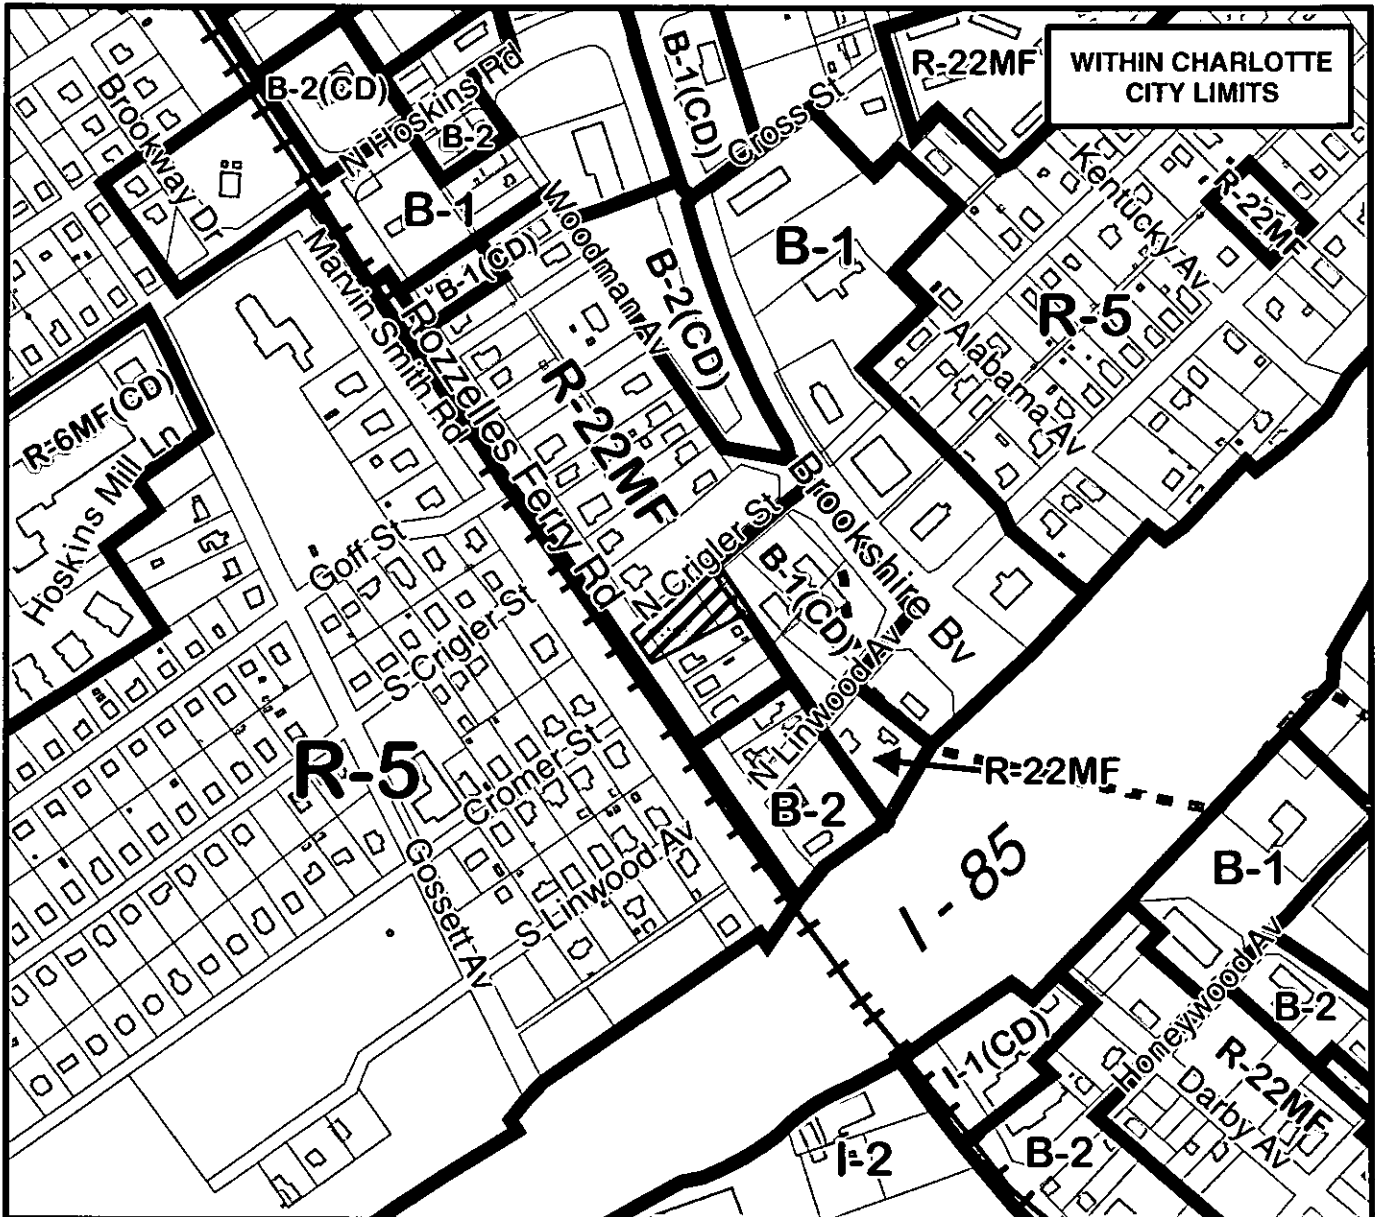 WITHIN CHARLOTTE
CITY LIMITS
R-22MF
B-1(CD)
Cross St
B-2(CD)
N Hoskins Rd
B-2
Brookway Dr
B-1
Kentucky Av
R-22MF
Woodman Av
B-1
B-1(CD)
B-2(CD)
Marvin Smith Rd
R-5
Alabama Av
Rozzelles Ferry Rd
R-22MF
R-6MF(CD)
Hoskins Mill Ln
Brookshire Bv
N Crigler St
Goff St
B-1(CD)
S Crigler St
N Linwood Av
R-5
Cromer St
R-22MF
B-2
Gossett Av
S Linwood Av
I - 85
B-1
Honeywood Av
B-2
I-1(CD)
R-22MF
Darby Av
B-2
I-2